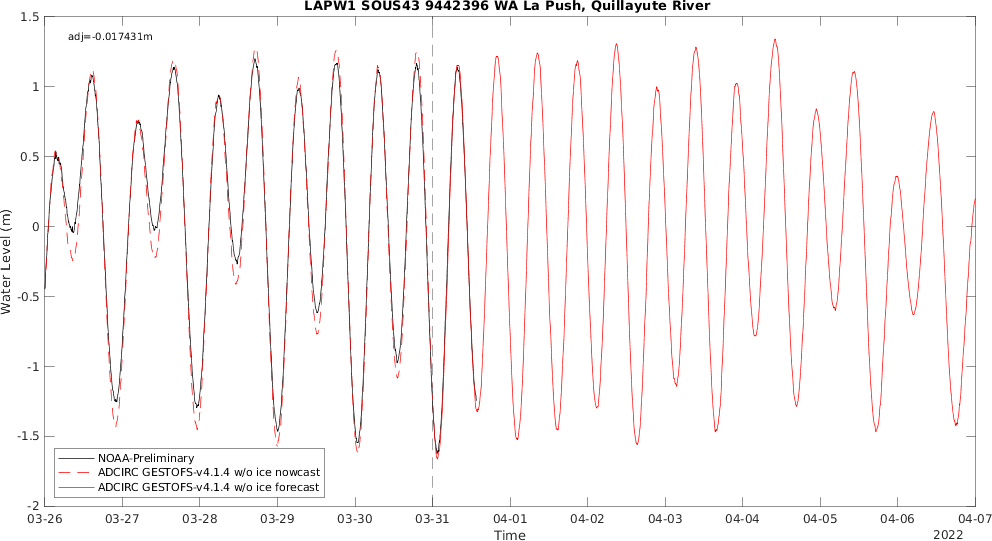 LAPW1 SOUS43 9442396 WA La Push, Quillayute River
adj=-0.017431m
1.5
1
0.5
0
-0.5
-1
-1.5
-2
Water Level (m)
NOAA-Preliminary
ADCIRC GESTOFS-v4.1.4 w/o ice nowcast
ADCIRC GESTOFS-v4.1.4 w/o ice forecast
03-26 03-27 03-28 03-29 03-30 03-31 04-01 04-02 04-03 04-04 04-05 04-06 04-07
Time
2022